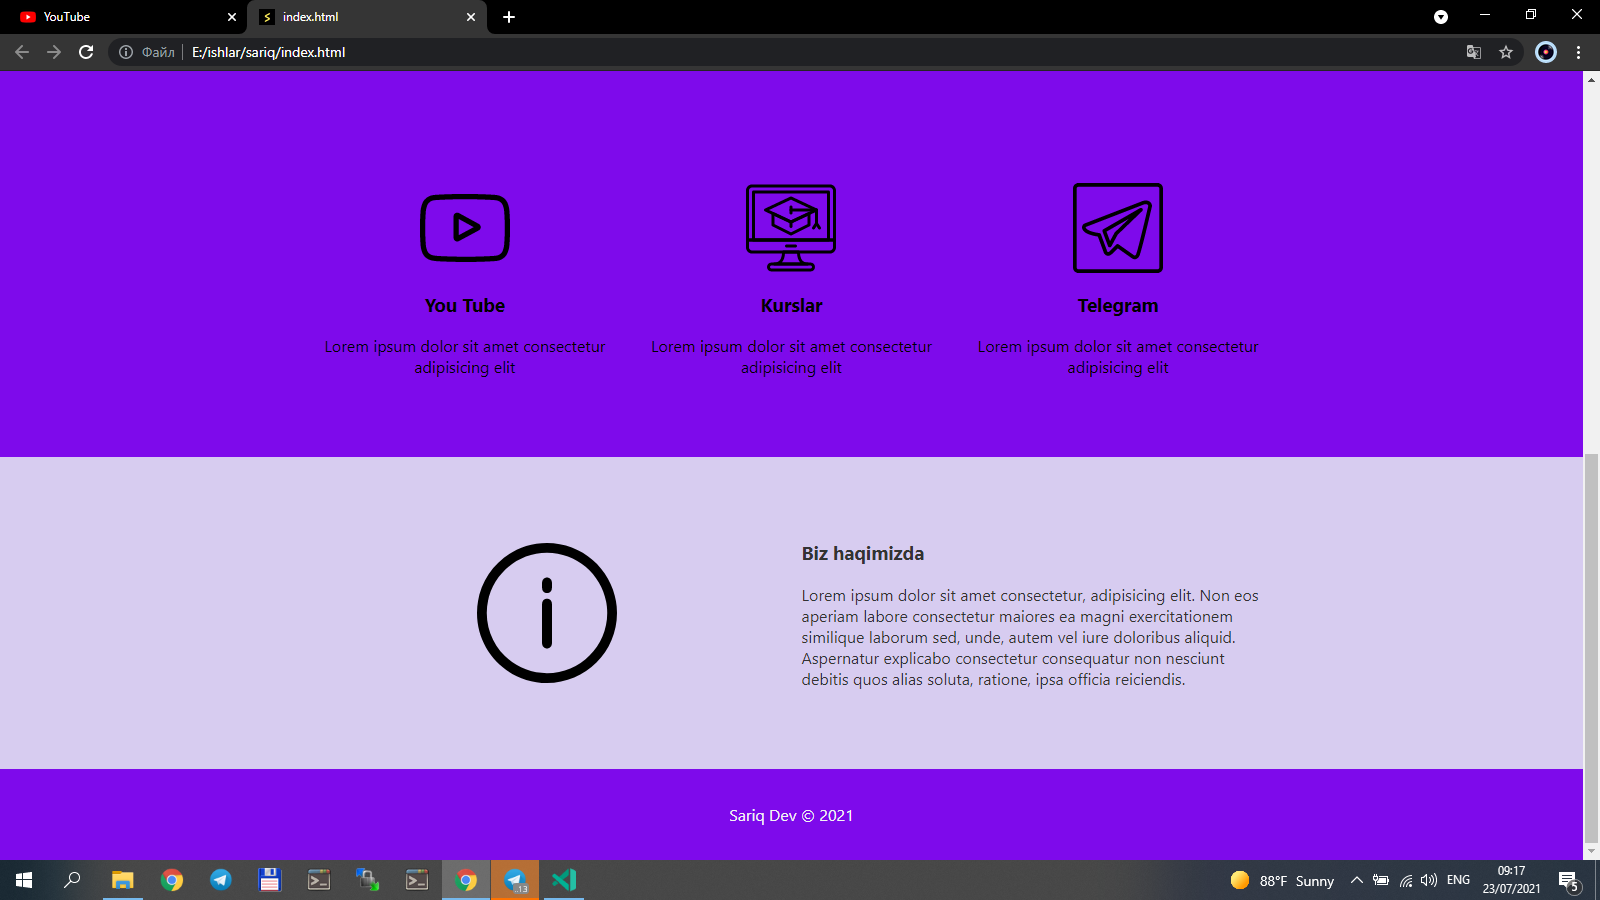 YouTube
index.html
Файл
E:/ishlar/sariq/index.html
You Tube
Lorem ipsum dolor sit amet consectetur
adipisicing elit
Kurslar
Lorem ipsum dolor sit amet consectetur
adipisicing elit
Telegram
Lorem ipsum dolor sit amet consectetur
adipisicing elit
Biz haqimizda
Lorem ipsum dolor sit amet consectetur, adipisicing elit. Non eos
aperiam labore consectetur maiores ea magni exercitationem
similique laborum sed, unde, autem vel iure doloribus aliquid.
Aspernatur explicabo consectetur consequatur non nesciunt
debitis quos alias soluta, ratione, ipsa officia reiciendis.
Sariq Dev © 2021
..13
88°F Sunny
ENG
09:17
23/07/2021
5